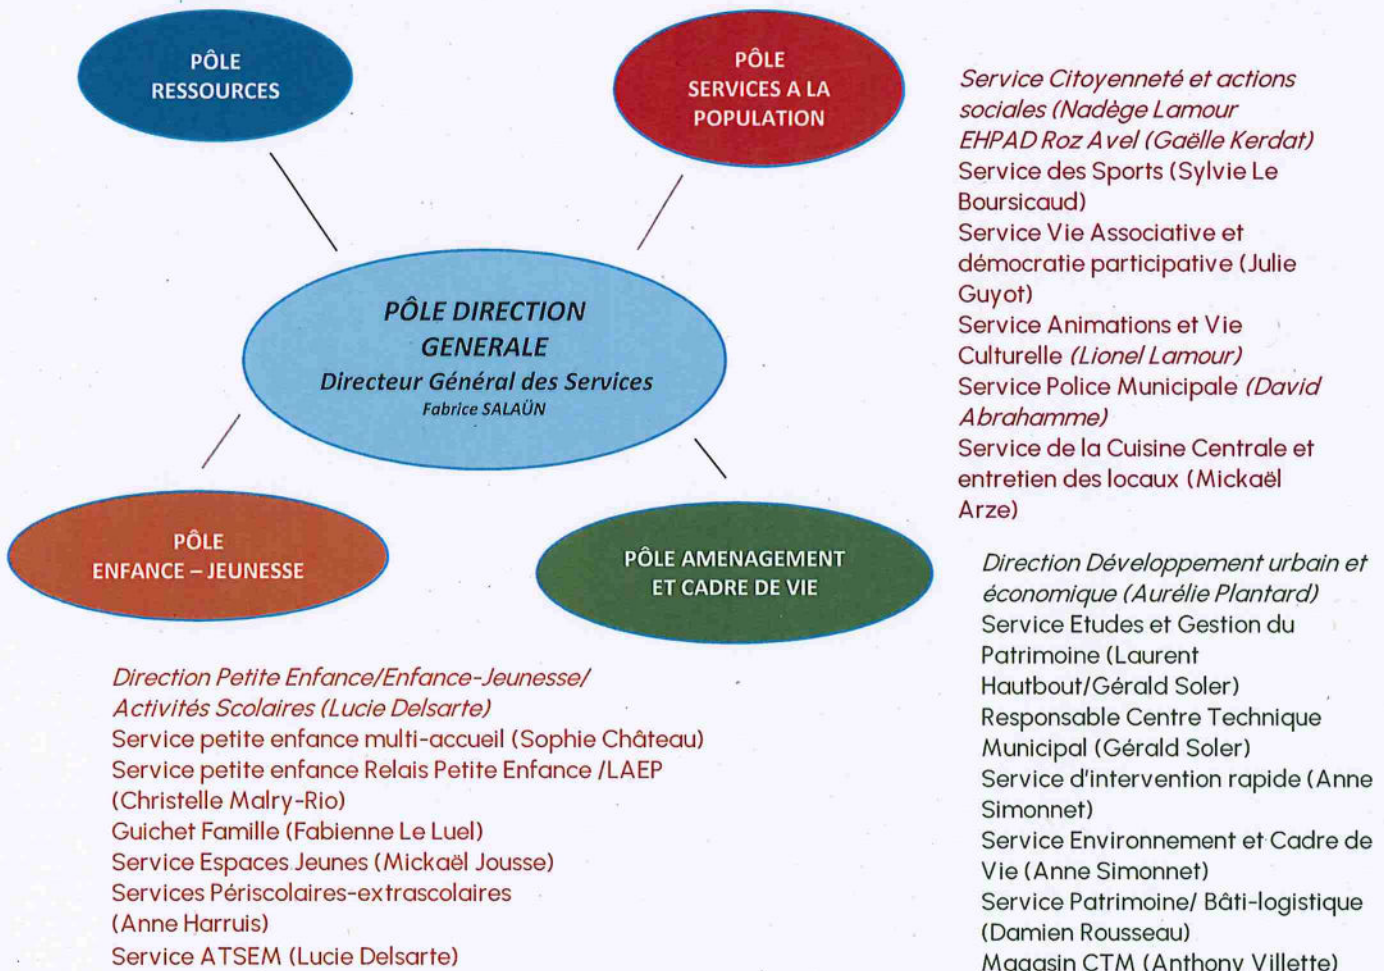 PÔLE
RESSOURCES
PÔLE
SERVICES A LA
POPULATION
PÔLE DIRECTION
GENERALE
Directeur Général des Services
Fabrice SALAÜN
PÔLE
ENFANCE – JEUNESSE
PÔLE AMENAGEMENT
ET CADRE DE VIE
Service Citoyenneté et actions
sociales (Nadège Lamour
EHPAD Roz Avel (Gaëlle Kerdat)
Service des Sports (Sylvie Le
Boursicaud)
Service Vie Associative et
démocratie participative (Julie
Guyot)
Service Animations et Vie
Culturelle (Lionel Lamour)
Service Police Municipale (David
Abrahamme)
Service de la Cuisine Centrale et
entretien des locaux (Mickaël
Arze)
Direction Petite Enfance/Enfance-Jeunesse/
Activités Scolaires (Lucie Delsarte)
Service petite enfance multi-accueil (Sophie Château)
Service petite enfance Relais Petite Enfance /LAEP
(Christelle Malry-Rio)
Guichet Famille (Fabienne Le Luel)
Service Espaces Jeunes (Mickaël Jousse)
Services Périscolaires-extrascolaires
(Anne Harruis)
Service ATSEM (Lucie Delsarte)
Direction Développement urbain et
économique (Aurélie Plantard)
Service Etudes et Gestion du
Patrimoine (Laurent
Hautbout/Gérald Soler)
Responsable Centre Technique
Municipal (Gérald Soler)
Service d'intervention rapide (Anne
Simonnet)
Service Environnement et Cadre de
Vie (Anne Simonnet)
Service Patrimoine/ Bâti-logistique
(Damien Rousseau)
Magasin CTM (Anthony Villette)